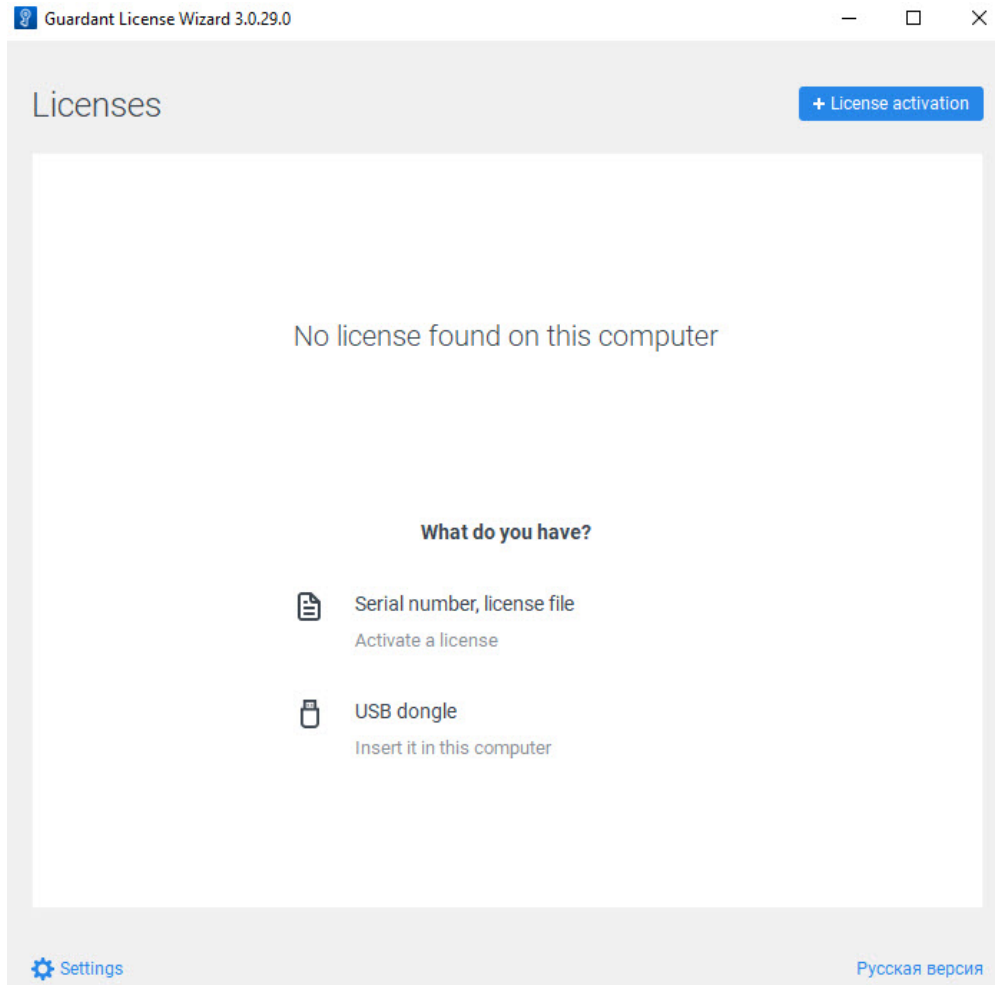 Guardant License Wizard 3.0.29.0
Licenses
+ License activation
No license found on this computer
What do you have?
Serial number, license file
Activate a license
USB dongle
Insert it in this computer
Settings
Русская версия